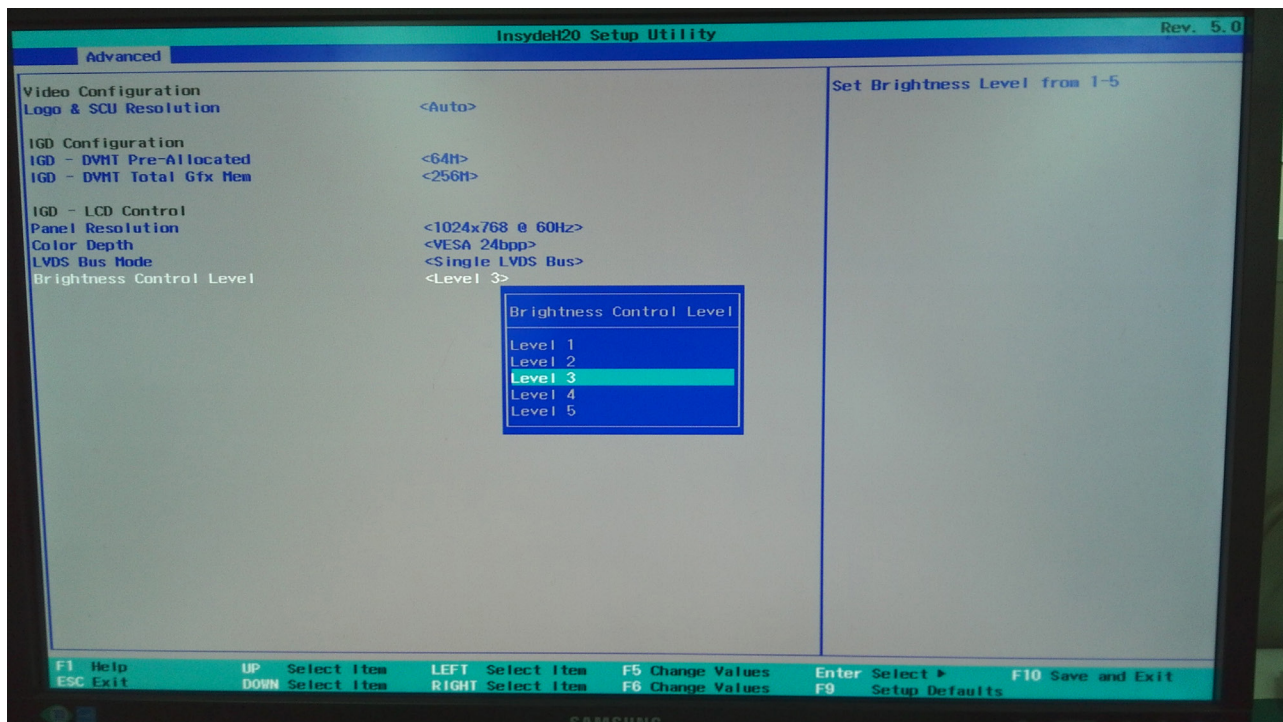 InsydeH20 Setup Utility Rev. 5.0
Advanced
Video Configuration
Logo & SCU Resolution <Auto>
IGD Configuration
IGD - DVMT Pre-Allocated <64M>
IGD - DVMT Total Gfx Mem <256M>
IGD - LCD Control
Panel Resolution <1024x768 @ 60Hz>
Color Depth <VESA 24bpp>
LVDS Bus Mode <Single LVDS Bus>
Brightness Control Level <Level 3>
Brightness Control Level
Level 1
Level 2
Level 3
Level 4
Level 5
Set Brightness Level from 1-5
F1 Help UP Select Item LEFT Select Item F5 Change Values Enter Select ▶ F10 Save and Exit
ESC Exit DOWN Select Item RIGHT Select Item F6 Change Values F9 Setup Defaults
SAMSUNG